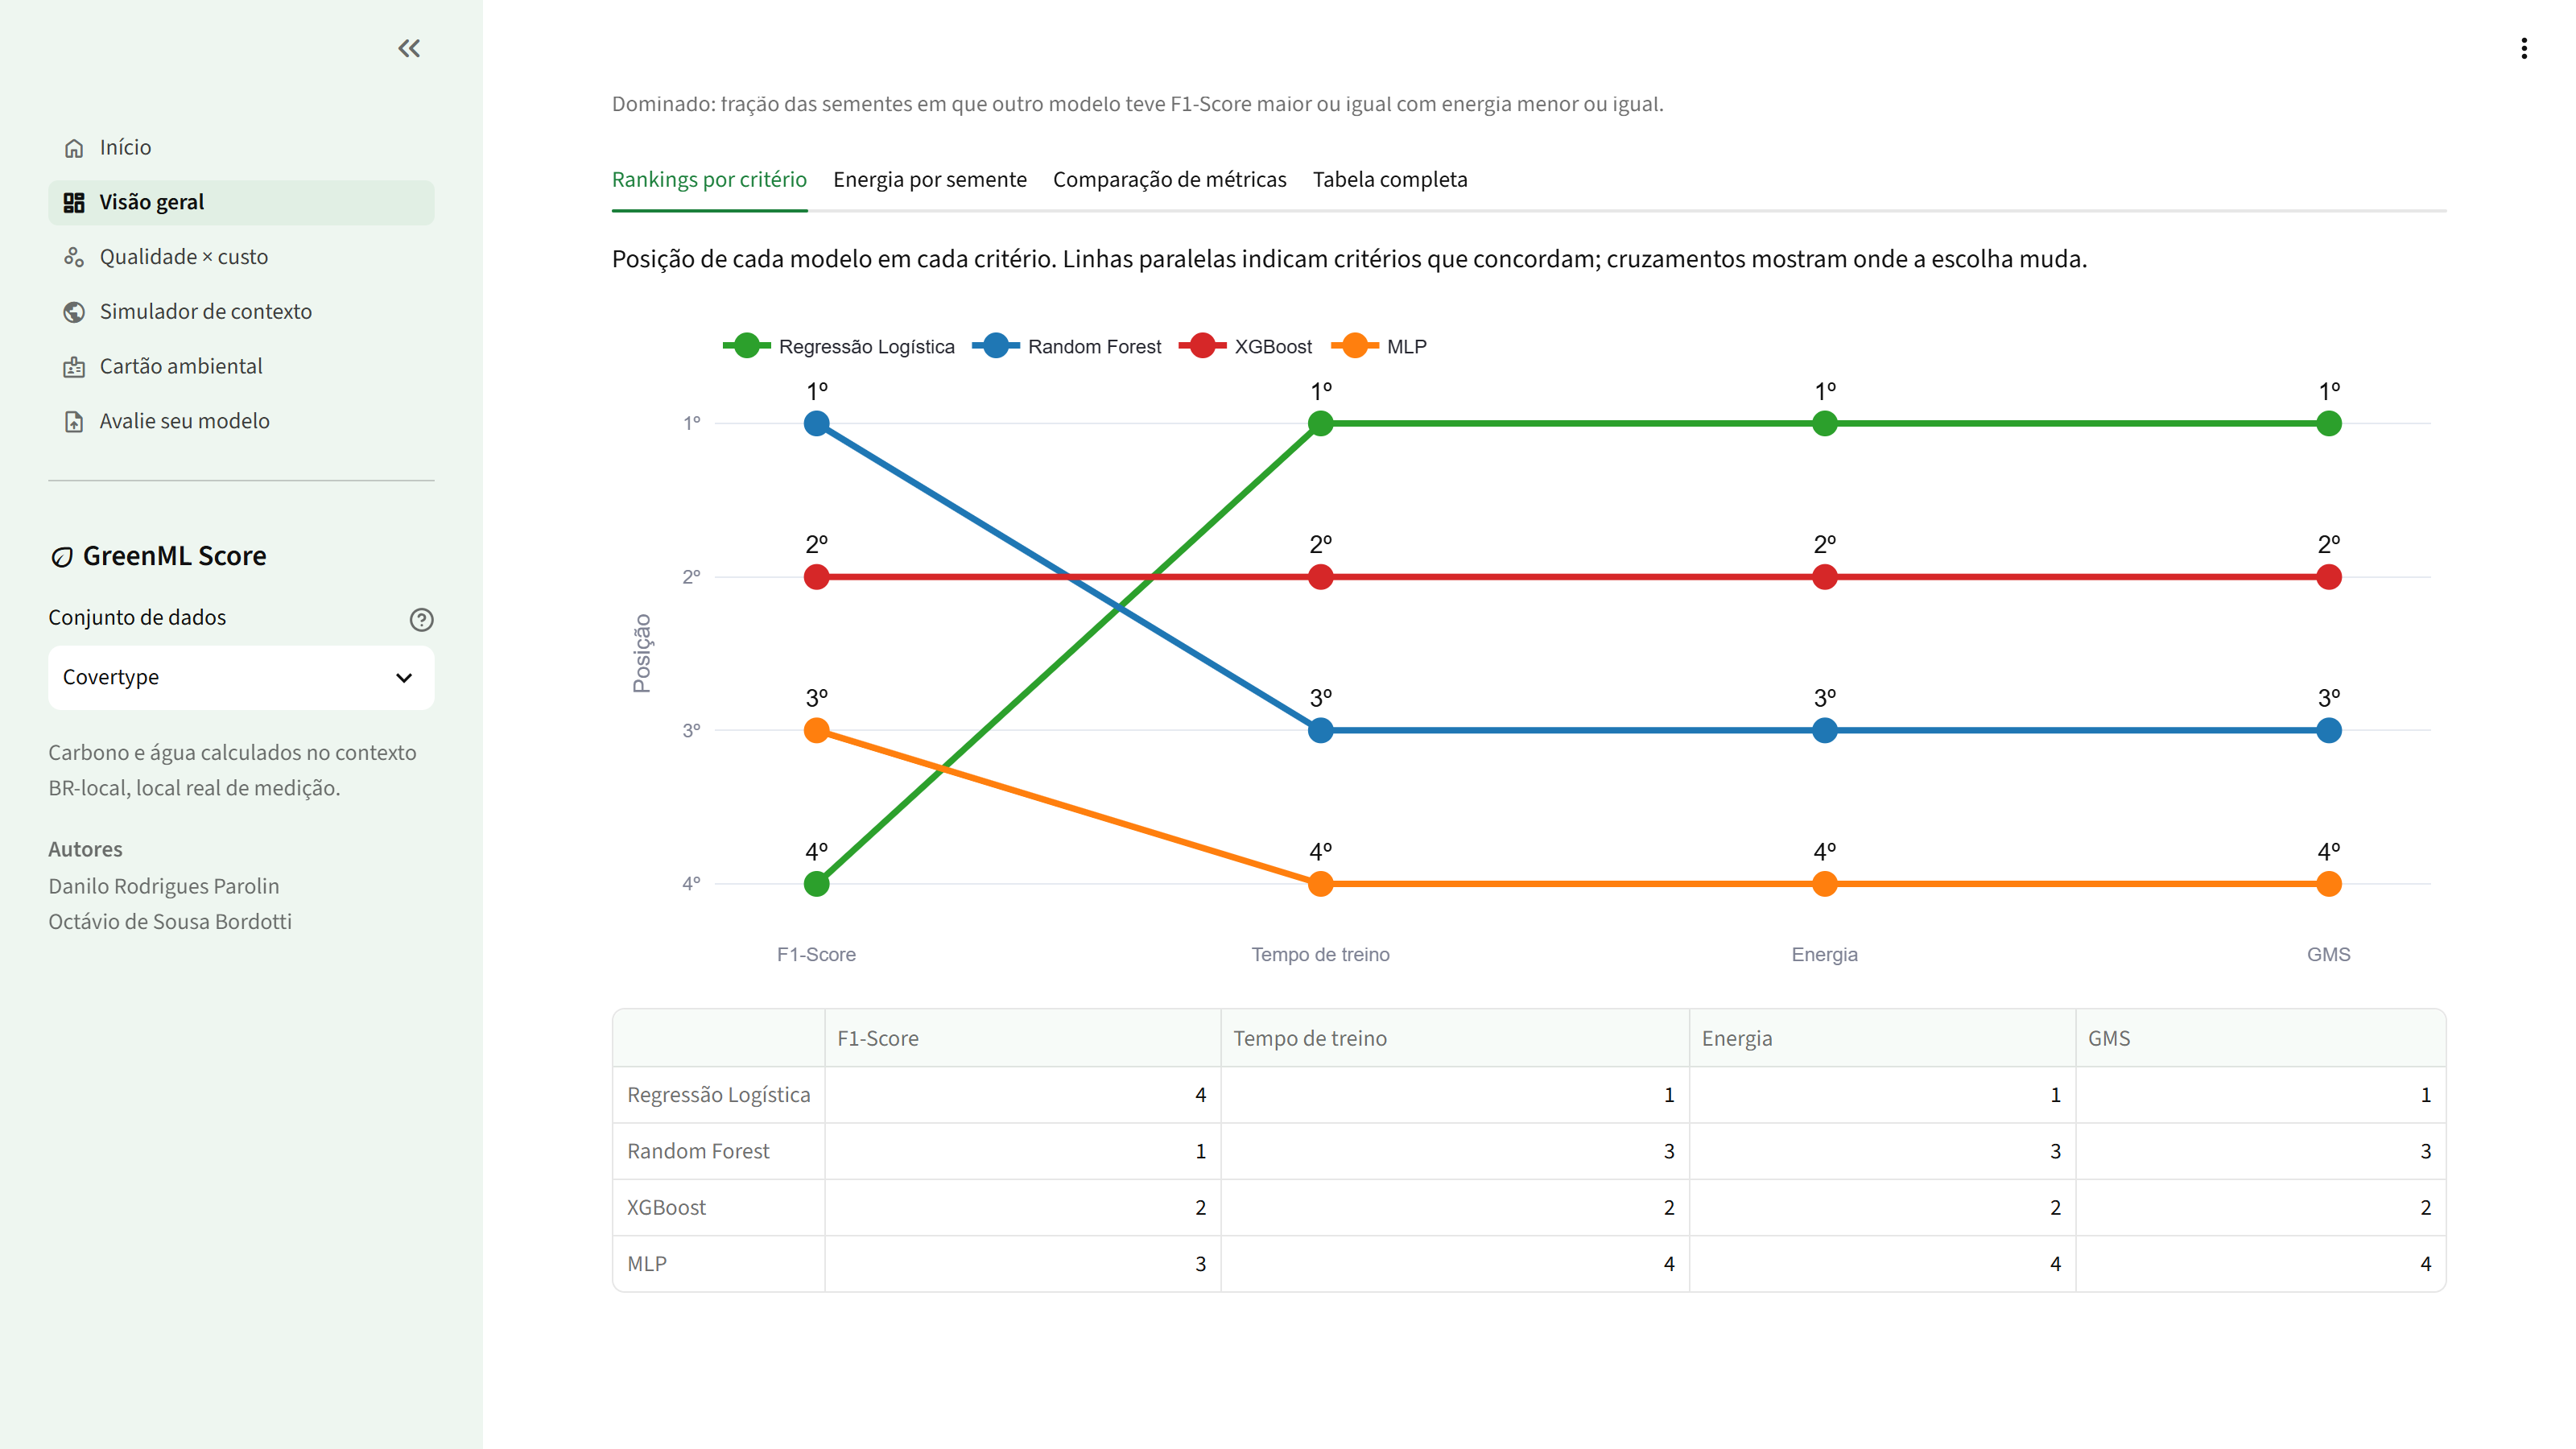 Início
Visão geral
Qualidade × custo
Simulador de contexto
Cartão ambiental
Avalie seu modelo
GreenML Score
Conjunto de dados
Covertype
Carbono e água calculados no contexto
BR-local, local real de medição.
Autores
Danilo Rodrigues Parolin
Octávio de Sousa Bordotti
Dominado: fração das sementes em que outro modelo teve F1-Score maior ou igual com energia menor ou igual.
Rankings por critério Energia por semente Comparação de métricas Tabela completa
Posição de cada modelo em cada critério. Linhas paralelas indicam critérios que concordam; cruzamentos mostram onde a escolha muda.
Regressão Logística Random Forest XGBoost MLP
1º 1º 1º 1º
1º
2º 2º 2º 2º
2º
Posição
3º 3º 3º 3º
3º
4º 4º 4º 4º
4º
F1-Score Tempo de treino Energia GMS
F1-Score Tempo de treino Energia GMS
Regressão Logística 4 1 1 1
Random Forest 1 3 3 3
XGBoost 2 2 2 2
MLP 3 4 4 4